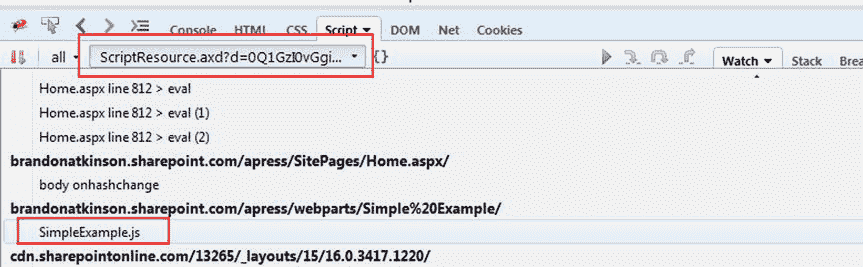 Console HTML CSS Script DOM Net Cookies
all ScriptResource.axd?d=0Q1GzI0vGgi... {} Watch Stack Brea
Home.aspx line 812 > eval
Home.aspx line 812 > eval (1)
Home.aspx line 812 > eval (2)
brandonatkinson.sharepoint.com/apress/SitePages/Home.aspx/
body onhashchange
brandonatkinson.sharepoint.com/apress/webparts/Simple%20Example/
SimpleExample.js
cdn.sharepointonline.com/13265/_layouts/15/16.0.3417.1220/